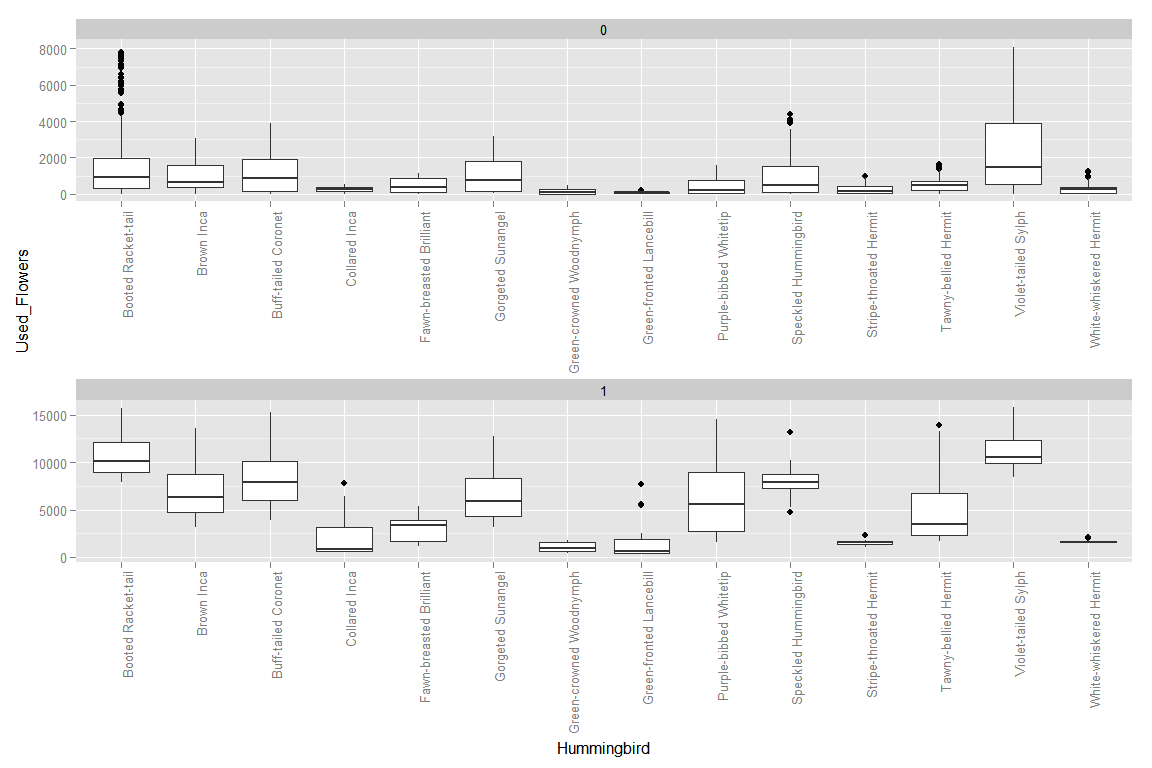 0
8000
6000
4000
2000
0
Booted Racket-tail
Brown Inca
Buff-tailed Coronet
Collared Inca
Fawn-breasted Brilliant
Gorgeted Sunangel
Green-crowned Woodnymph
Green-fronted Lancebill
Purple-bibbed Whitetip
Speckled Hummingbird
Stripe-throated Hermit
Tawny-bellied Hermit
Violet-tailed Sylph
White-whiskered Hermit
Used_Flowers
1
15000
10000
5000
0
Booted Racket-tail
Brown Inca
Buff-tailed Coronet
Collared Inca
Fawn-breasted Brilliant
Gorgeted Sunangel
Green-crowned Woodnymph
Green-fronted Lancebill
Purple-bibbed Whitetip
Speckled Hummingbird
Stripe-throated Hermit
Tawny-bellied Hermit
Violet-tailed Sylph
White-whiskered Hermit
Hummingbird